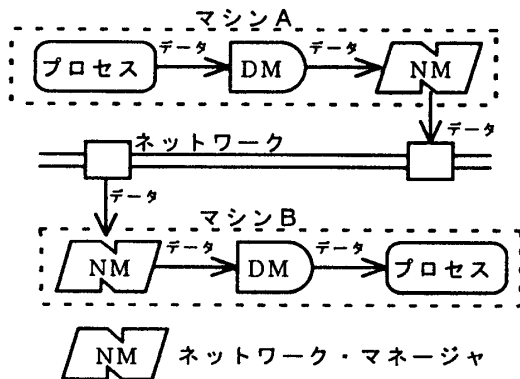 マシンA
データ データ
プロセス DM NM
データ
ネットワーク
データ
マシンB
データ データ
NM DM プロセス
NM ネットワーク・マネージャ